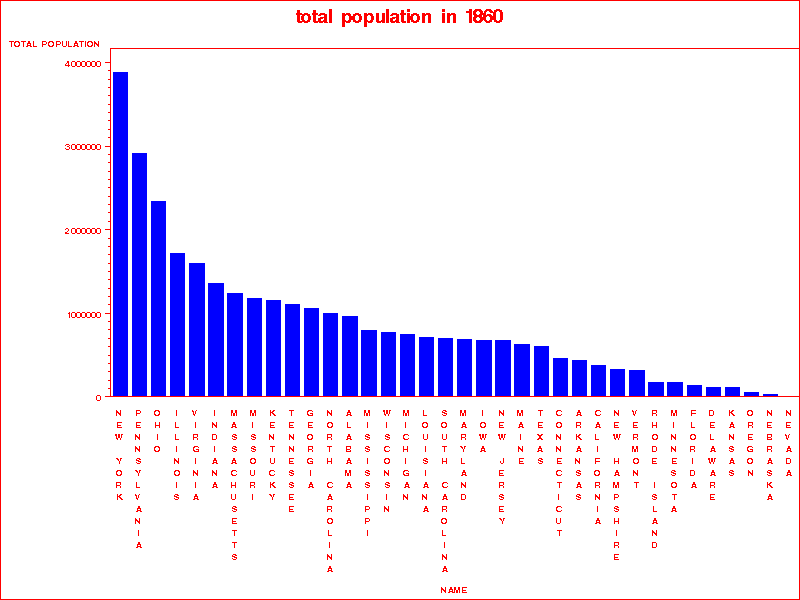 total population in 1860
TOTAL POPULATION
4000000
3000000
2000000
1000000
0
NEW YORK
PENNSYLVANIA
OHIO
ILLINOIS
VIRGINIA
INDIANA
MASSACHUSETTS
MISSOURI
KENTUCKY
TENNESSEE
GEORGIA
NORTH CAROLINA
ALABAMA
MISSISSIPPI
WISCONSIN
MICHIGAN
LOUISIANA
SOUTH CAROLINA
MARYLAND
IOWA
NEW JERSEY
MAINE
TEXAS
CONNECTICUT
ARKANSAS
CALIFORNIA
NEW HAMPSHIRE
VERMONT
RHODE ISLAND
MINNESOTA
FLORIDA
DELAWARE
KANSAS
OREGON
NEBRASKA
NEVADA
NAME